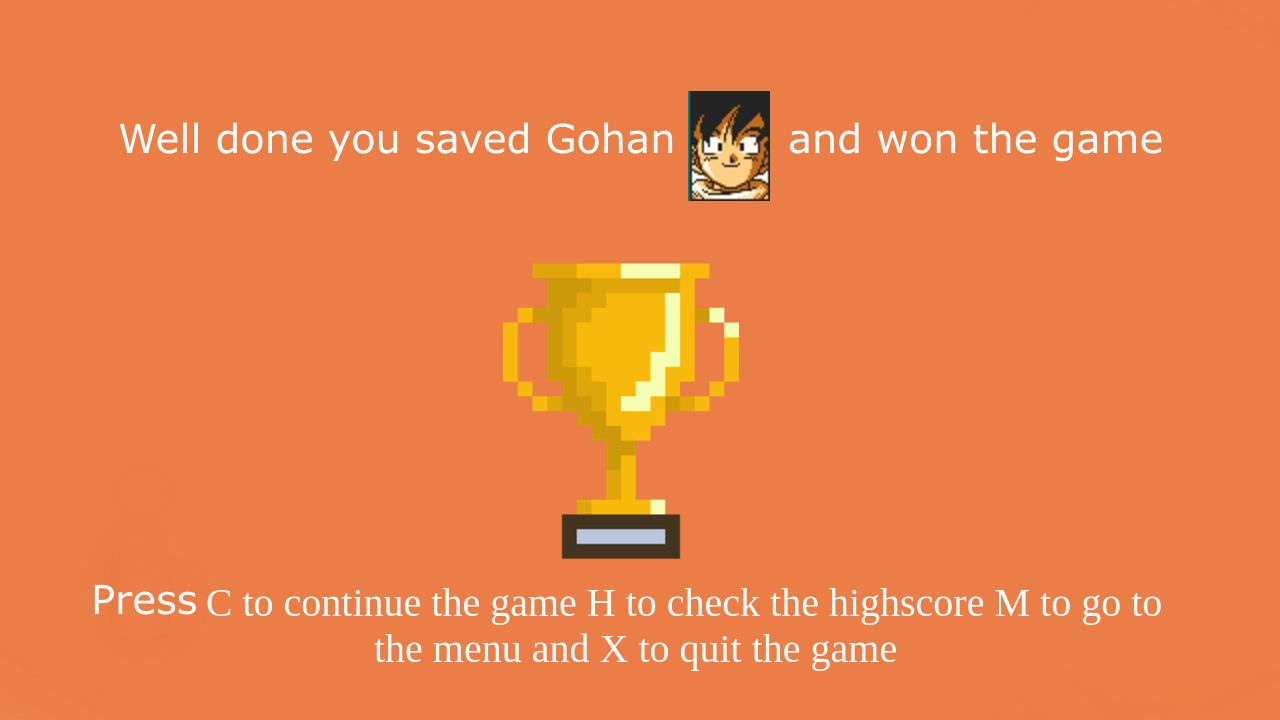 Well done you saved Gohan and won the game
Press C to continue the game H to check the highscore M to go to
the menu and X to quit the game